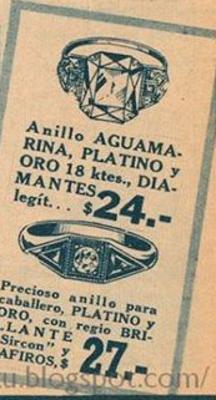 Anillo AGUAMA-
RINA, PLATINO y
ORO 18 ktes., DIA-
MANTES
legít... $24.-
Precioso anillo para
caballero, PLATINO y
ORO, con regio BRI-
LLANTE
"Sircon" y
ZAFIROS, $ 27.-
u.blogspot.com/